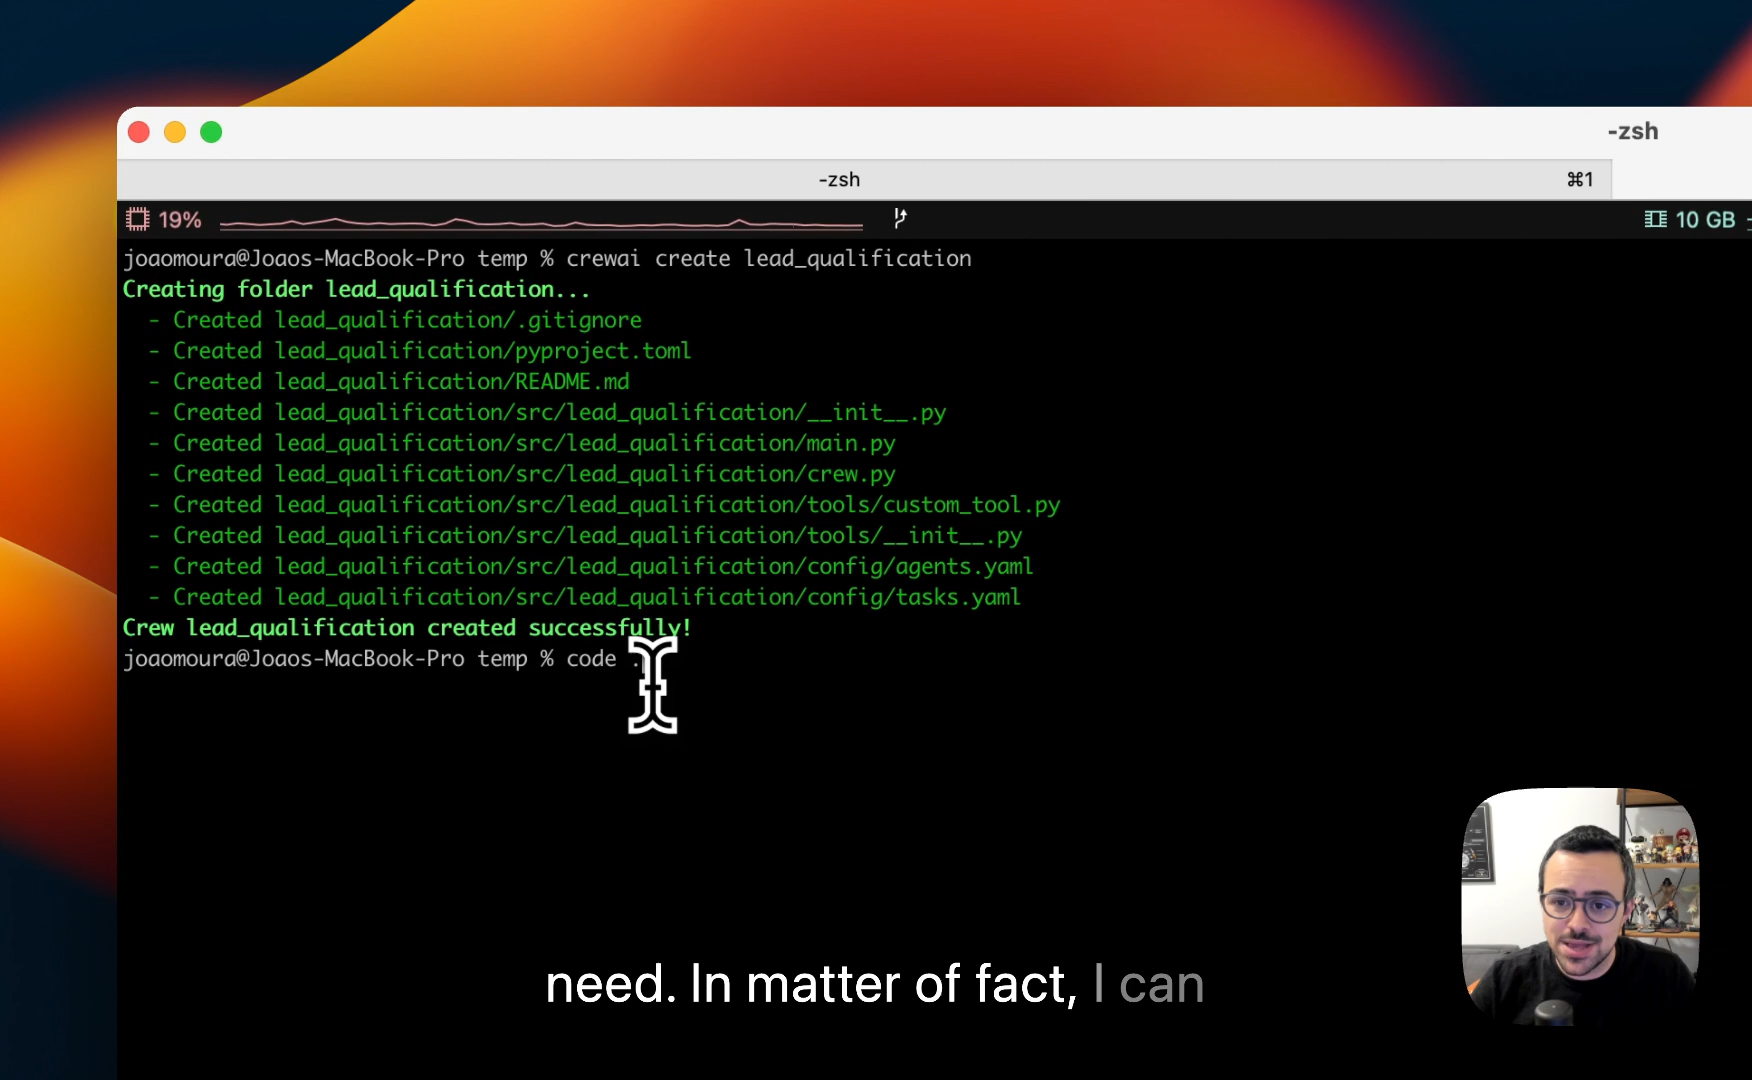 -zsh
-zsh ⌘1
19% 10 GB
joaomoura@Joaos-MacBook-Pro temp % crewai create lead_qualification
Creating folder lead_qualification...
- Created lead_qualification/.gitignore
- Created lead_qualification/pyproject.toml
- Created lead_qualification/README.md
- Created lead_qualification/src/lead_qualification/__init__.py
- Created lead_qualification/src/lead_qualification/main.py
- Created lead_qualification/src/lead_qualification/crew.py
- Created lead_qualification/src/lead_qualification/tools/custom_tool.py
- Created lead_qualification/src/lead_qualification/tools/__init__.py
- Created lead_qualification/src/lead_qualification/config/agents.yaml
- Created lead_qualification/src/lead_qualification/config/tasks.yaml
Crew lead_qualification created successfully!
joaomoura@Joaos-MacBook-Pro temp % code .
need. In matter of fact, I can